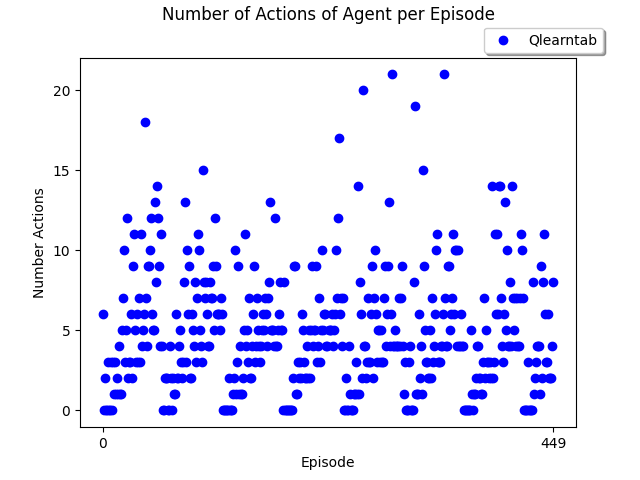 Number of Actions of Agent per Episode
Qlearntab
20
15
10
5
0
Number Actions
0 449
Episode